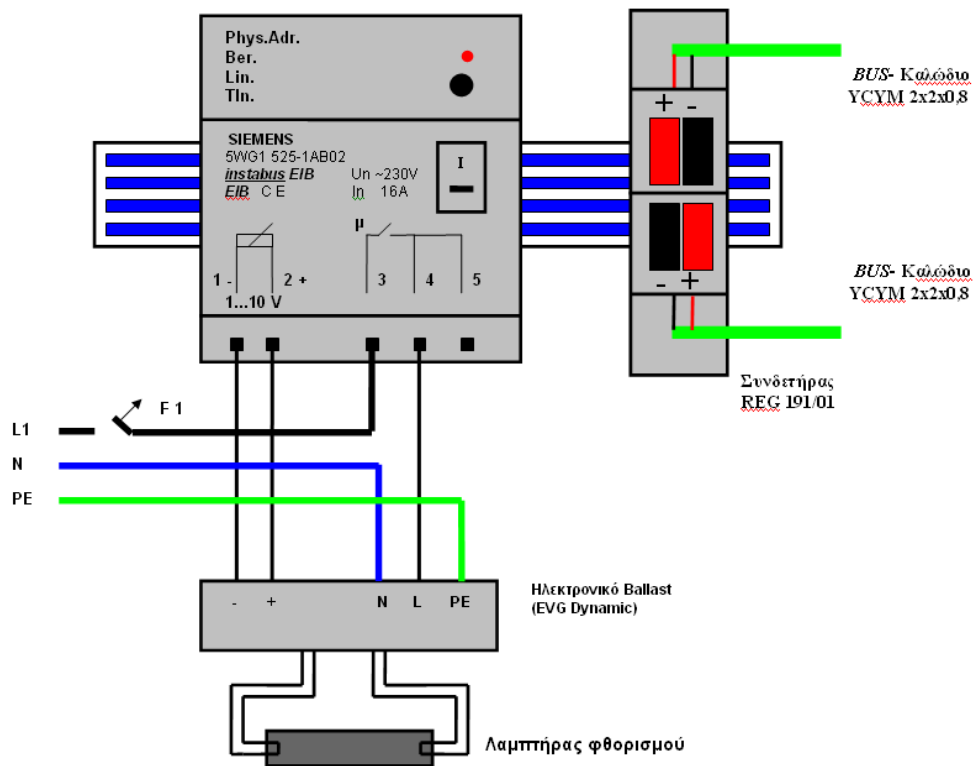 Phys.Adr.
Ber.
Lin.
Tln.
BUS- Καλώδιο
YCYM 2x2x0,8
+ -
SIEMENS
5WG1 525-1AB02
instabus EIB Un ~230V
EIB C E In 16A
I
μ
1 - 2 + 3 4 5
1...10 V
- +
BUS- Καλώδιο
YCYM 2x2x0,8
Συνδετήρας
REG 191/01
F 1
L1
N
PE
- + N L PE
Ηλεκτρονικό Ballast
(EVG Dynamic)
Λαμπτήρας φθορισμού